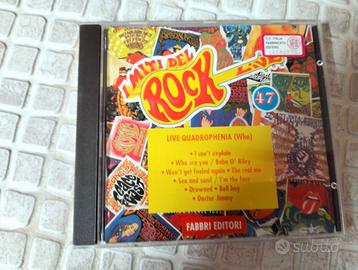 I MITI DEL
ROCK
LIVE
47
LIVE QUADROPHENIA (Who)
• I can't explain
• Who are you / Baba O' Riley
• Won't get fooled again • The real me
• Sea and sand / I'm the face
• Drowned • Bell boy
• Doctor Jimmy
FABBRI EDITORI
subito